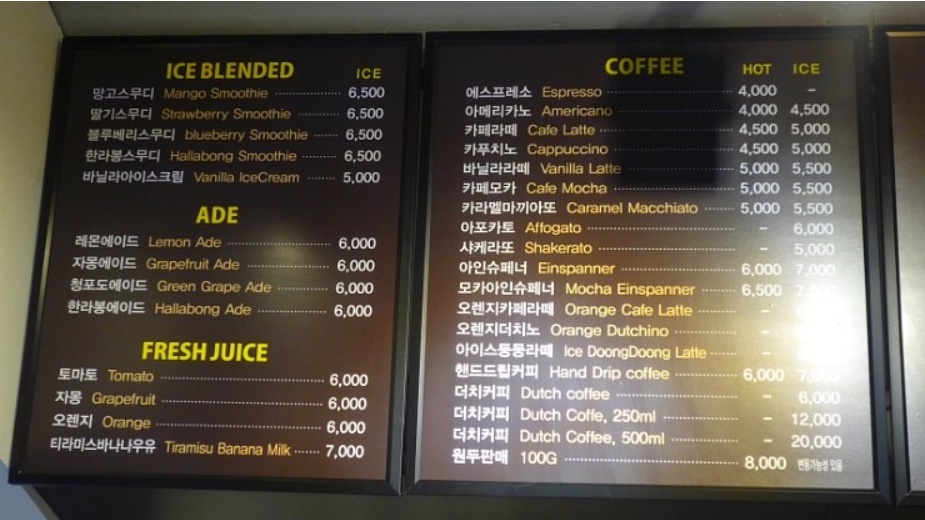 ICE BLENDED ICE
망고스무디 Mango Smoothie 6,500
딸기스무디 Strawberry Smoothie 6,500
블루베리스무디 blueberry Smoothie 6,500
한라봉스무디 Hallabong Smoothie 6,500
바닐라아이스크림 Vanilla IceCream 5,000
ADE
레몬에이드 Lemon Ade 6,000
자몽에이드 Grapefruit Ade 6,000
청포도에이드 Green Grape Ade 6,000
한라봉에이드 Hallabong Ade 6,000
FRESH JUICE
토마토 Tomato 6,000
자몽 Grapefruit 6,000
오렌지 Orange 6,000
티라미스바나나우유 Tiramisu Banana Milk 7,000
COFFEE HOT ICE
에스프레소 Espresso 4,000 –
아메리카노 Americano 4,000 4,500
카페라떼 Cafe Latte 4,500 5,000
카푸치노 Cappuccino 4,500 5,000
바닐라라떼 Vanilla Latte 5,000 5,500
카페모카 Cafe Mocha 5,000 5,500
카라멜마끼아또 Caramel Macchiato 5,000 5,500
아포카토 Affogato – 6,000
샤케라또 Shakerato – 5,000
아인슈페너 Einspanner 6,000 7,000
모카아인슈페너 Mocha Einspanner 6,500
오렌지카페라떼 Orange Cafe Latte –
오렌지더치노 Orange Dutchino –
아이스둥둥라떼 Ice DoongDoong Latte –
핸드드립커피 Hand Drip coffee 6,000
더치커피 Dutch coffee – 6,000
더치커피 Dutch Coffe, 250ml – 12,000
더치커피 Dutch Coffee, 500ml – 20,000
원두판매 100G 8,000 변동가능성 있음